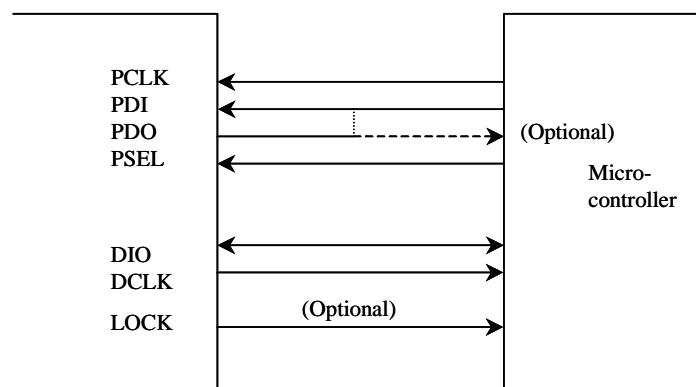 PCLK
PDI
PDO
(Optional)
PSEL
Micro-
controller
DIO
DCLK
(Optional)
LOCK